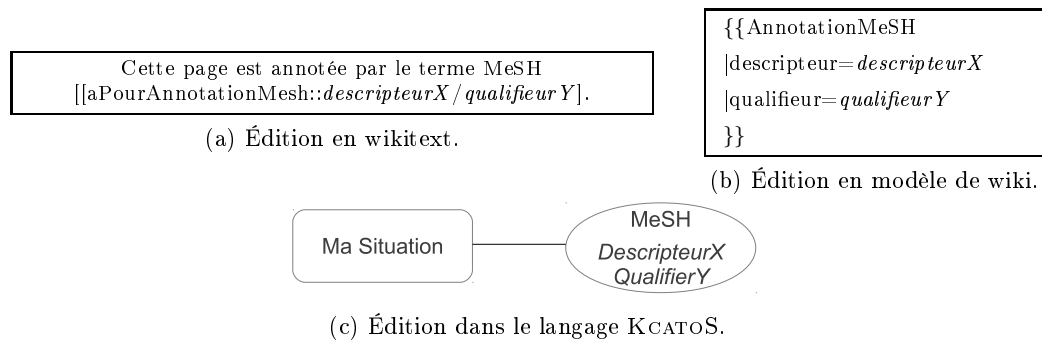 Cette page est annotée par le terme MeSH
[[aPourAnnotationMesh::descripteurX/qualifieurY].
(a) Édition en wikitext.
{{AnnotationMeSH
|descripteur=descripteurX
|qualifieur=qualifieurY
}}
(b) Édition en modèle de wiki.
Ma Situation
MeSH
DescripteurX
QualifierY
(c) Édition dans le langage KCATOS.